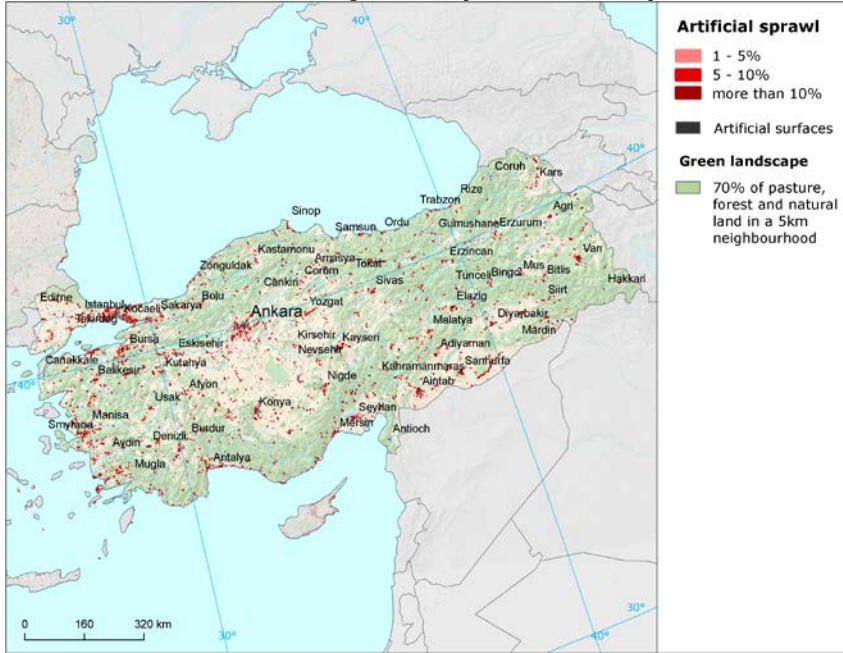 30°
40°
Artificial sprawl
1 - 5%
5 - 10%
more than 10%
Artificial surfaces
Green landscape
70% of pasture,
forest and natural
land in a 5km
neighbourhood
40°
Coruh
Kars
Rize
Trabzon
Agri
Sinop
Samsun
Ordu
Gumushane
Erzurum
Kastamonu
Amasya
Tokat
Erzincan
Van
Zonguldak
Corum
Cankiri
Sivas
Tunceli
Bingol
Mus
Bitlis
Hakkari
Edirne
Istanbul
Kocaeli
Sakarya
Bolu
Yozgat
Elazig
Siirt
Tekirdag
Ankara
Malatya
Diyarbakir
Mardin
Bursa
Eskisehir
Kirsehir
Kayseri
Nevsehir
Adiyaman
Canakkale
Balikesir
Kutahya
Kahramanmaras
Sanliurfa
40°
Afyon
Nigde
Aintab
Usak
Konya
Seyhan
Manisa
Smyrana
Mersin
Antioch
Aydin
Denizli
Burdur
Mugla
Antalya
0 160 320 km
30°
40°
30°